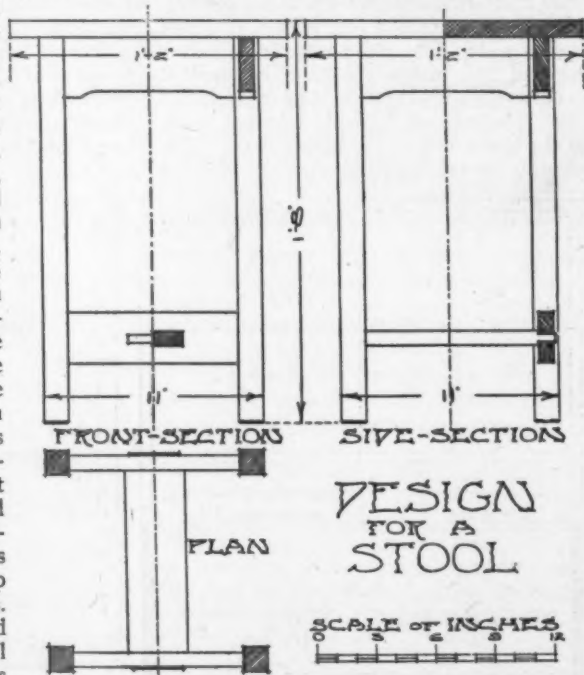 1'-2"
1'-2"
1'-8"
11"
11"
FRONT-SECTION
SIDE-SECTION
PLAN
DESIGN
FOR A
STOOL
SCALE OF INCHES
0 3 6 9 12